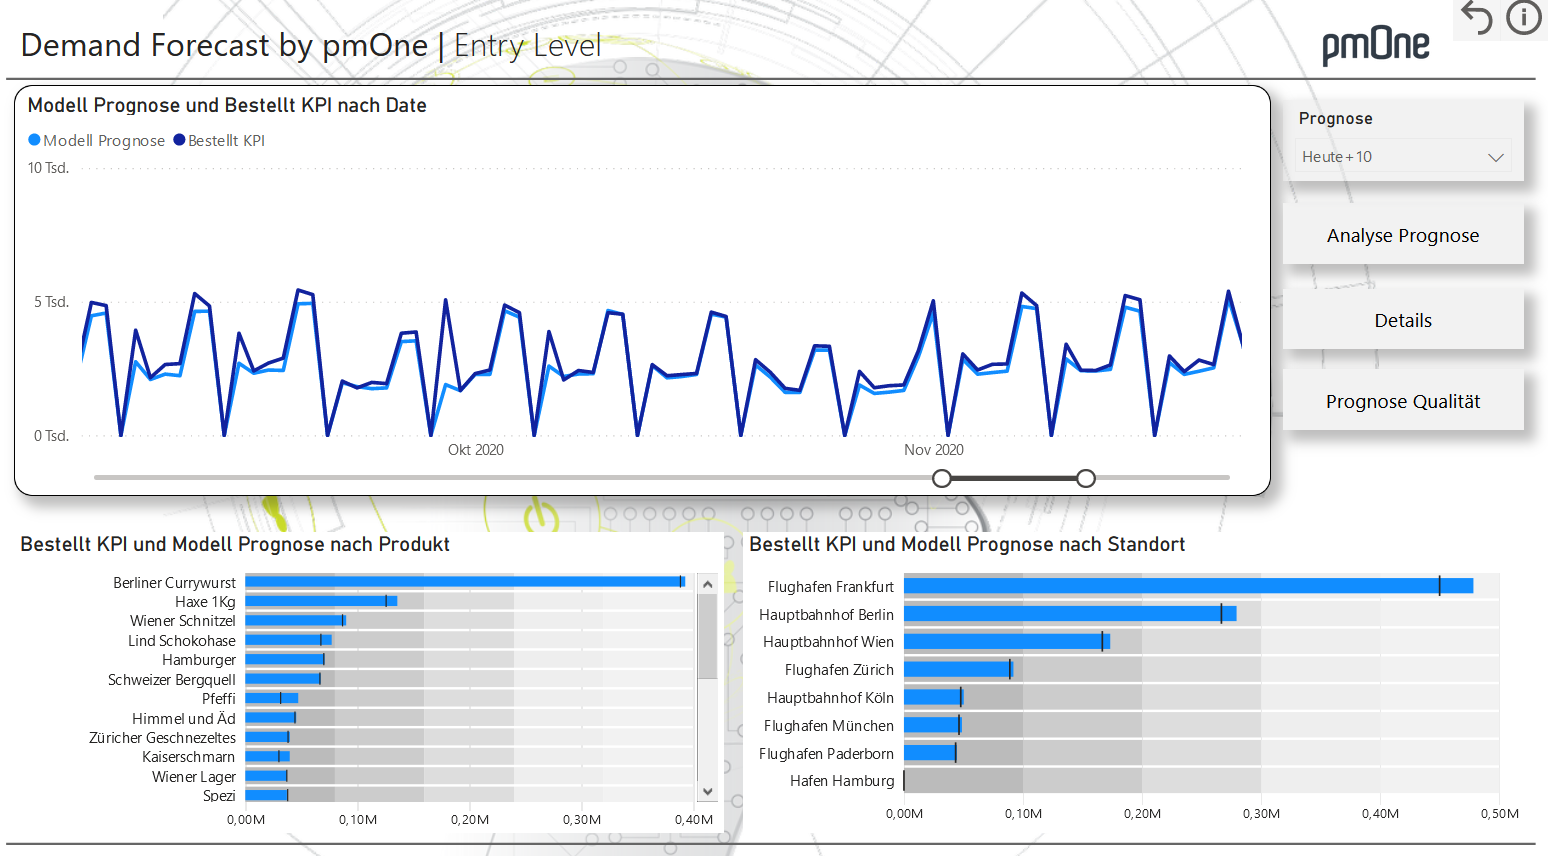 Demand Forecast by pmOne | Entry Level
pmOne
Modell Prognose und Bestellt KPI nach Date
Modell Prognose Bestellt KPI
10 Tsd.
5 Tsd.
0 Tsd.
Okt 2020 Nov 2020
Prognose
Heute+10
Analyse Prognose
Details
Prognose Qualität
Bestellt KPI und Modell Prognose nach Produkt
Berliner Currywurst
Haxe 1Kg
Wiener Schnitzel
Lind Schokohase
Hamburger
Schweizer Bergquell
Pfeffi
Himmel und Äd
Züricher Geschnezeltes
Kaiserschmarn
Wiener Lager
Spezi
0,00M 0,10M 0,20M 0,30M 0,40M
Bestellt KPI und Modell Prognose nach Standort
Flughafen Frankfurt
Hauptbahnhof Berlin
Hauptbahnhof Wien
Flughafen Zürich
Hauptbahnhof Köln
Flughafen München
Flughafen Paderborn
Hafen Hamburg
0,00M 0,10M 0,20M 0,30M 0,40M 0,50M